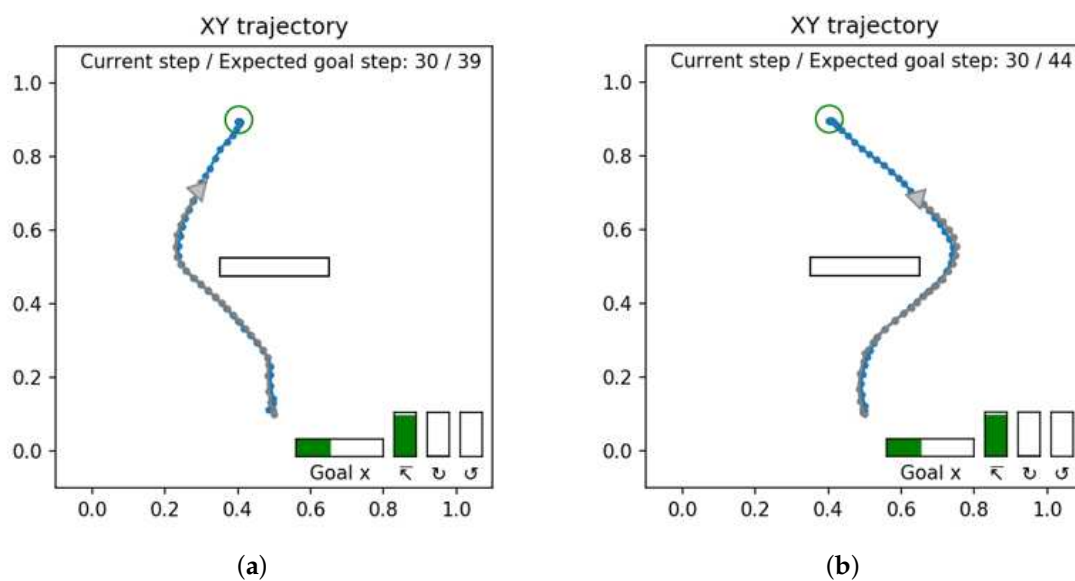 XY trajectory
Current step / Expected goal step: 30 / 39
1.0
0.8
0.6
0.4
0.2
0.0
Goal x ↸ ↻ ↺
0.0 0.2 0.4 0.6 0.8 1.0
(a)
XY trajectory
Current step / Expected goal step: 30 / 44
1.0
0.8
0.6
0.4
0.2
0.0
Goal x ↸ ↻ ↺
0.0 0.2 0.4 0.6 0.8 1.0
(b)